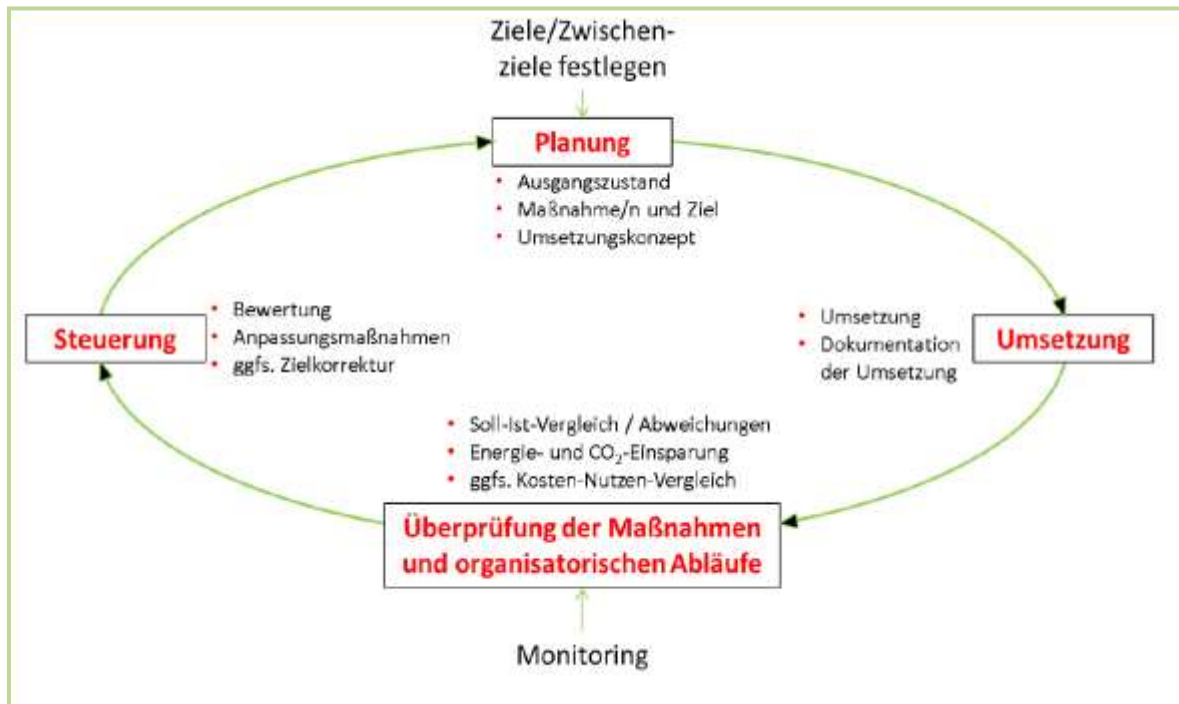 Ziele/Zwischen-
ziele festlegen
Planung
• Ausgangszustand
• Maßnahme/n und Ziel
• Umsetzungskonzept
• Umsetzung
• Dokumentation
der Umsetzung
Umsetzung
Steuerung
• Bewertung
• Anpassungsmaßnahmen
• ggfs. Zielkorrektur
• Soll-Ist-Vergleich / Abweichungen
• Energie- und CO₂-Einsparung
• ggfs. Kosten-Nutzen-Vergleich
Überprüfung der Maßnahmen
und organisatorischen Abläufe
Monitoring